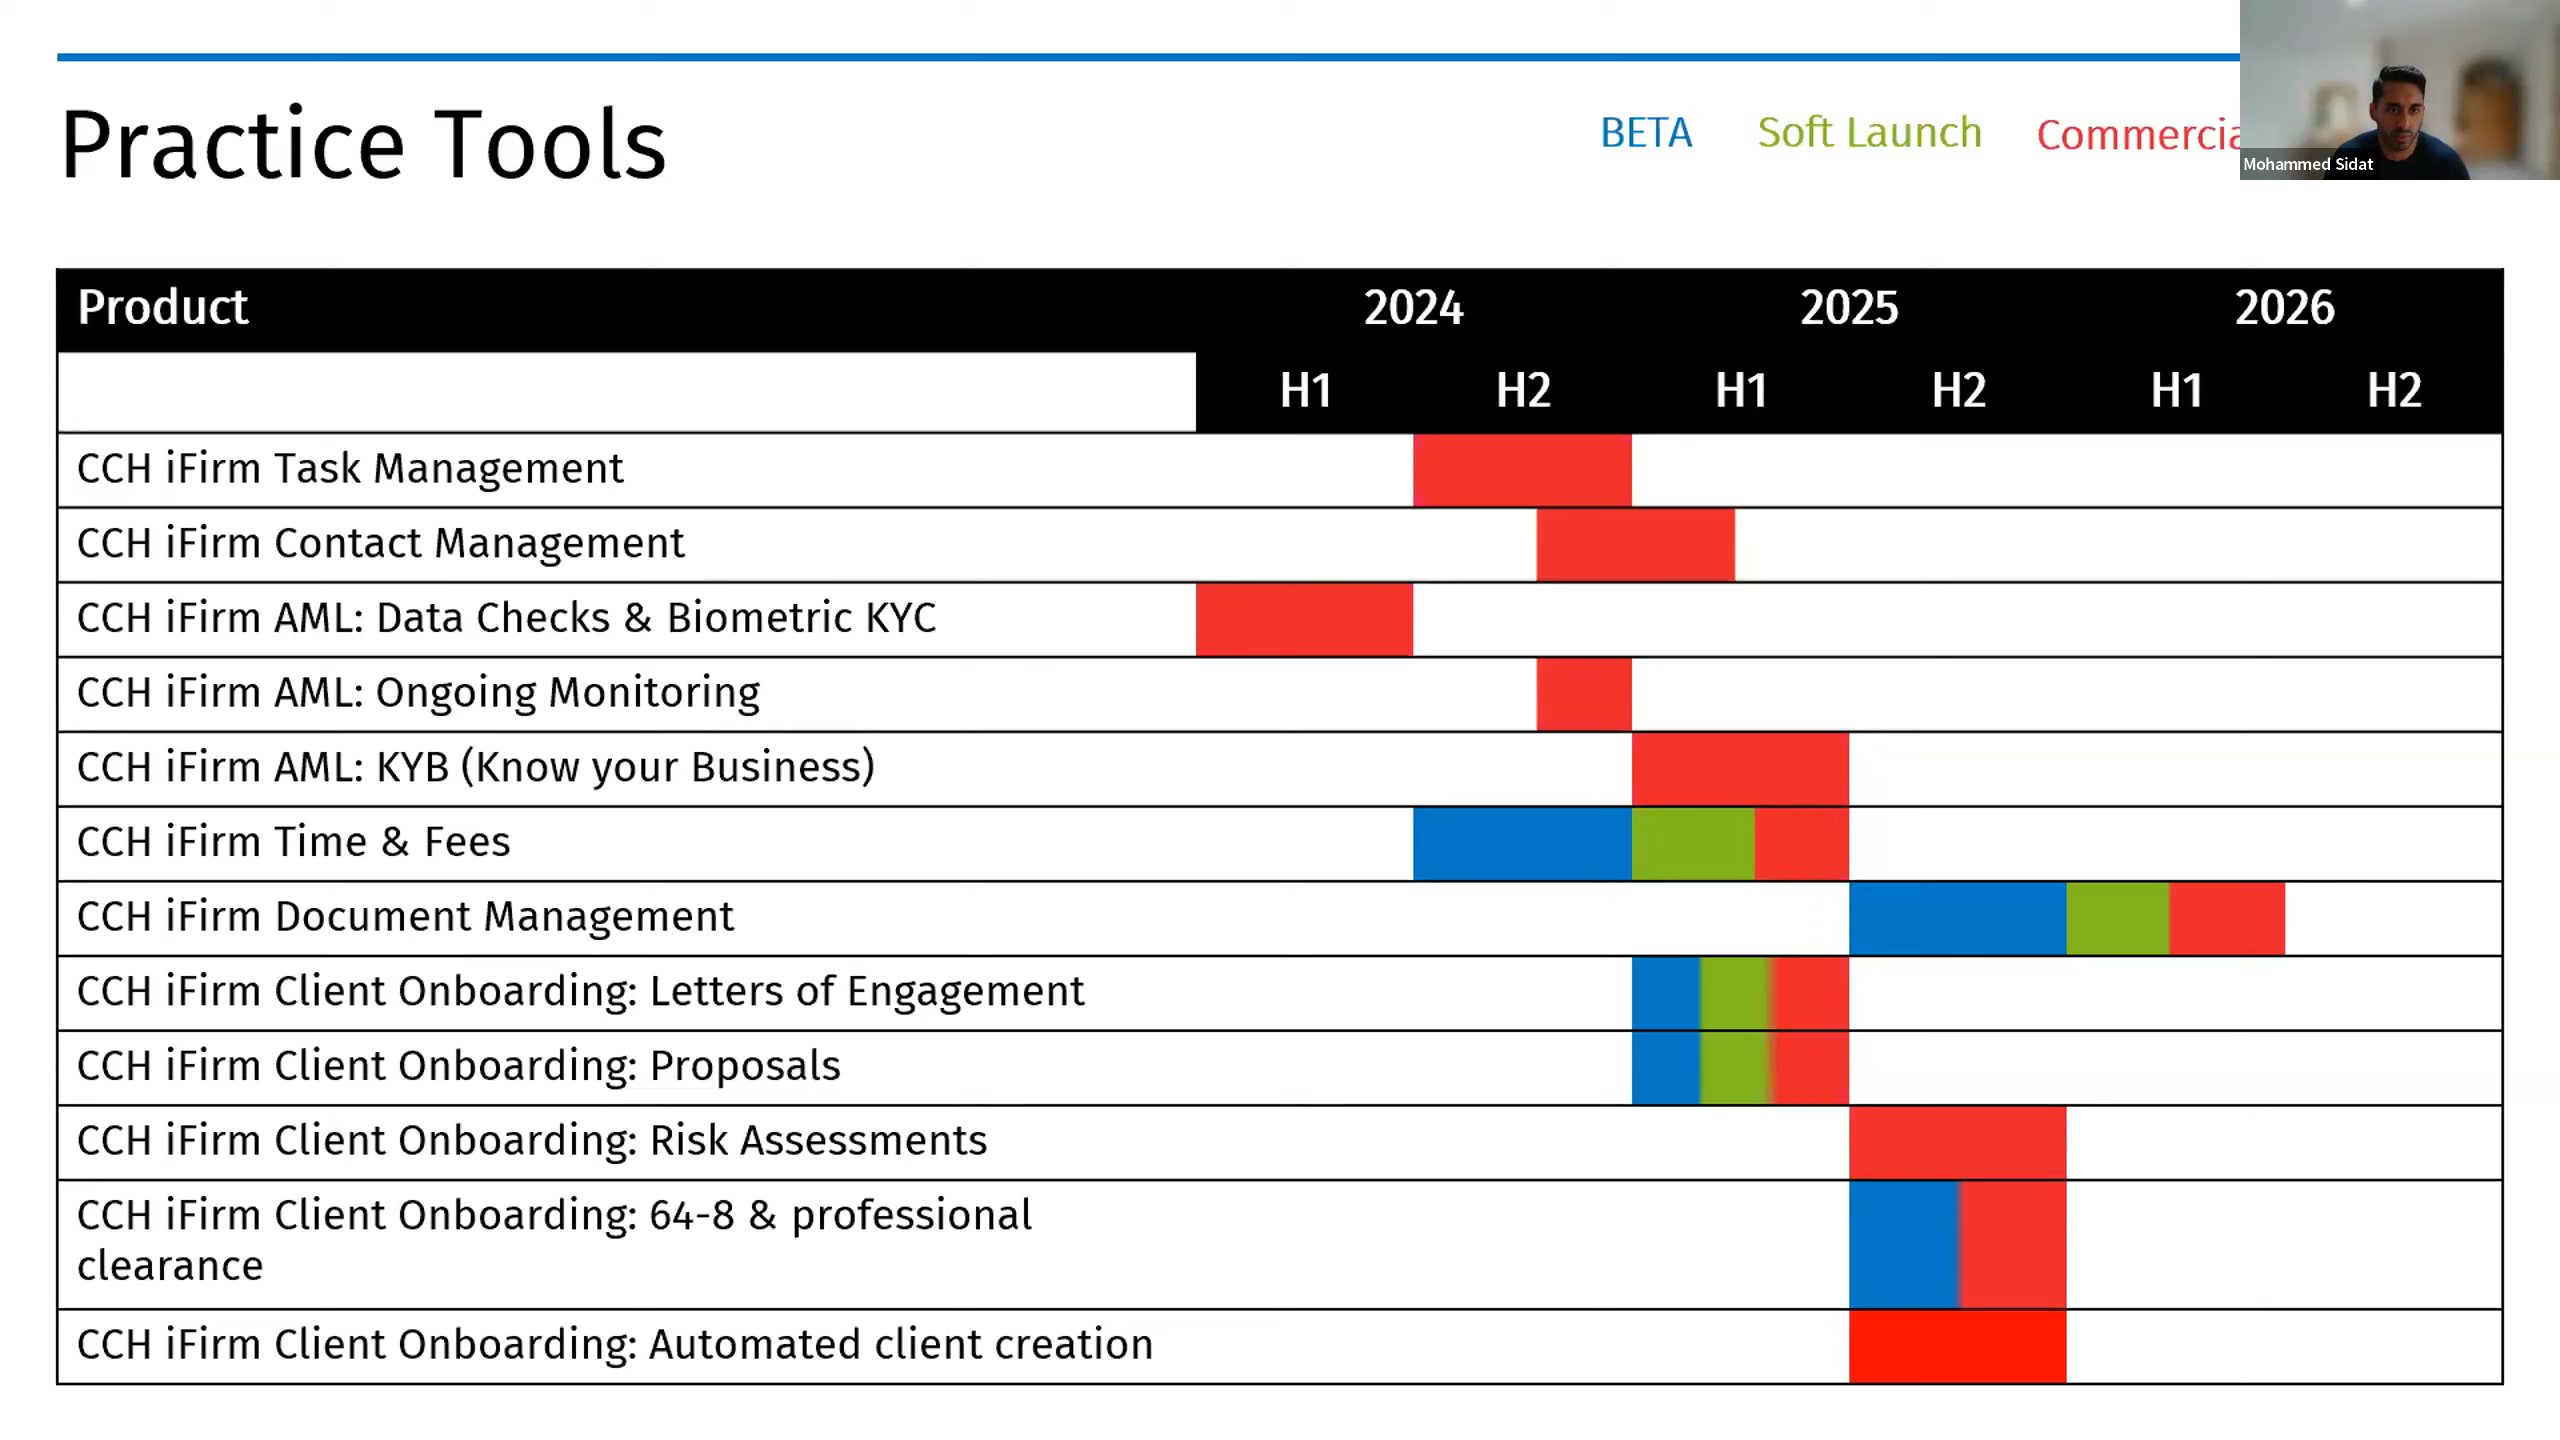 Practice Tools
BETA Soft Launch
Mohammed Sidat
Product 2024 2025 2026
H1 H2 H1 H2 H1 H2
CCH iFirm Task Management
CCH iFirm Contact Management
CCH iFirm AML: Data Checks & Biometric KYC
CCH iFirm AML: Ongoing Monitoring
CCH iFirm AML: KYB (Know your Business)
CCH iFirm Time & Fees
CCH iFirm Document Management
CCH iFirm Client Onboarding: Letters of Engagement
CCH iFirm Client Onboarding: Proposals
CCH iFirm Client Onboarding: Risk Assessments
CCH iFirm Client Onboarding: 64-8 & professional
clearance
CCH iFirm Client Onboarding: Automated client creation